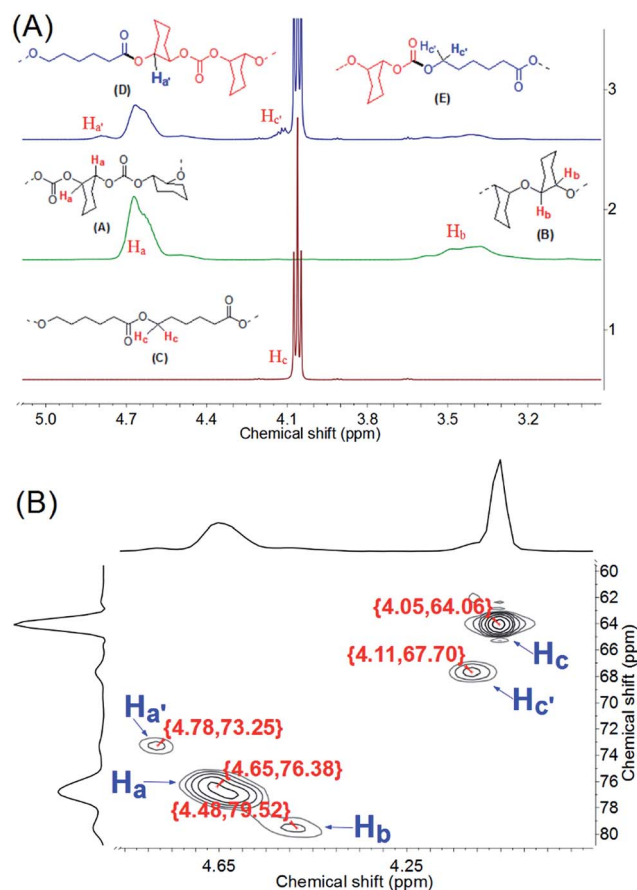 (A)
O
O
O
O
O
O
O
Ha'
(D)
Hc'
Hc'
O
O
O
O
O
O
(E)
3
Ha'
Hc'
O
O
Ha
O
O
O
O
O
Ha
(A)
Hb
O
O
Hb
(B)
2
Ha
Hb
O
O
O
O
O
Hc
Hc
(C)
Hc
1
5.0 4.7 4.4 4.1 3.8 3.4 3.1
Chemical shift (ppm)
(B)
60
62
64
66
68
70
72
74
76
78
80
Chemical shift (ppm)
{4.05,64.06}
Hc
{4.11,67.70}
Hc'
Ha'
{4.78,73.25}
{4.65,76.38}
Ha
{4.48,79.52}
Hb
4.65 4.25
Chemical shift (ppm)